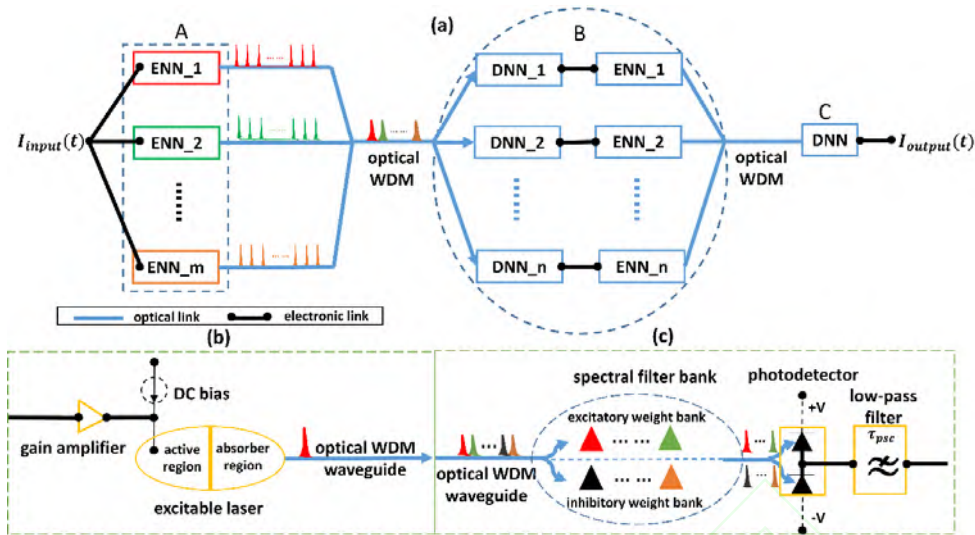 (a)
A
B
C
ENN_1
ENN_2
ENN_m
I_input(t)
optical
WDM
DNN_1
ENN_1
DNN_2
ENN_2
DNN_n
ENN_n
optical
WDM
DNN
I_output(t)
optical link
electronic link
(b)
DC bias
gain amplifier
active
region
absorber
region
excitable laser
optical WDM
waveguide
(c)
spectral filter bank
excitatory weight bank
inhibitory weight bank
optical WDM
waveguide
photodetector
+V
-V
low-pass
filter
τ_psc